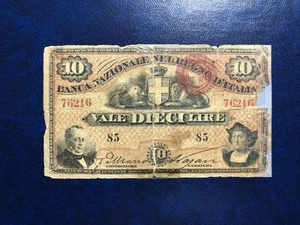 10 10
BANCA NAZIONALE NEL REGNO D'ITALIA
76216 76216
VALE DIECI LIRE
85 85
10